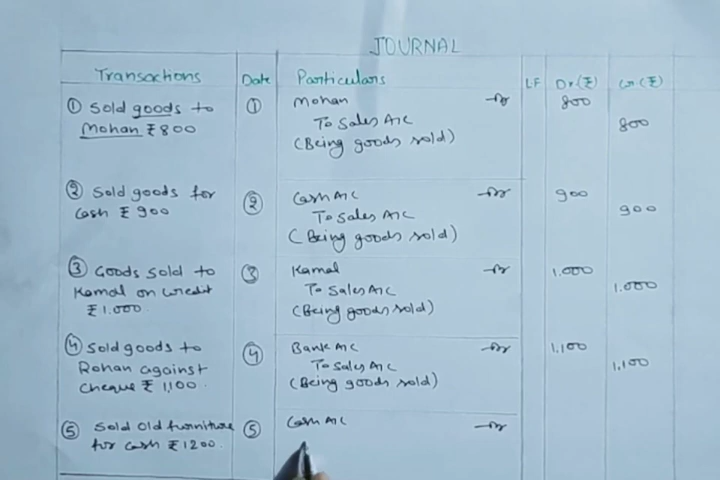 JOURNAL
Transactions Date Particulars LF Dr.(₹) Cr.(₹)
① Sold goods to ① Mohan Dr 800
Mohan ₹800 To Sales A/c 800
(Being goods sold)
② Sold goods for ② Cash A/c Dr 900
Cash ₹900 To Sales A/c 900
(Being goods sold)
③ Goods sold to ③ Kamal Dr 1,000
Kamal on credit To Sales A/c 1,000
₹1,000. (Being goods sold)
④ Sold goods to ④ Bank A/c Dr 1,100
Rohan against To Sales A/c 1,100
Cheque ₹1,100. (Being goods sold)
⑤ Sold Old furniture ⑤ Cash A/c Dr
for Cash ₹1200.